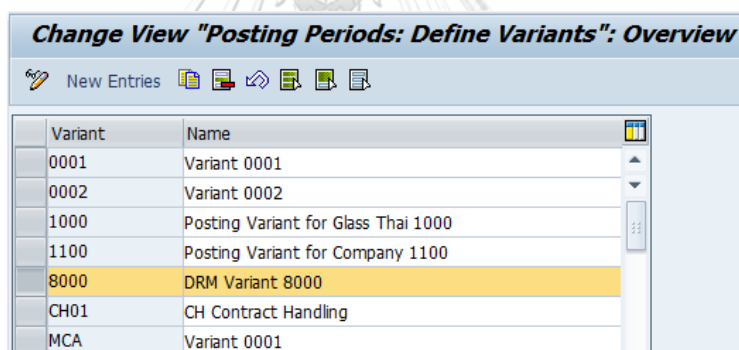 Change View "Posting Periods: Define Variants": Overview
New Entries
Variant Name
0001 Variant 0001
0002 Variant 0002
1000 Posting Variant for Glass Thai 1000
1100 Posting Variant for Company 1100
8000 DRM Variant 8000
CH01 CH Contract Handling
MCA Variant 0001